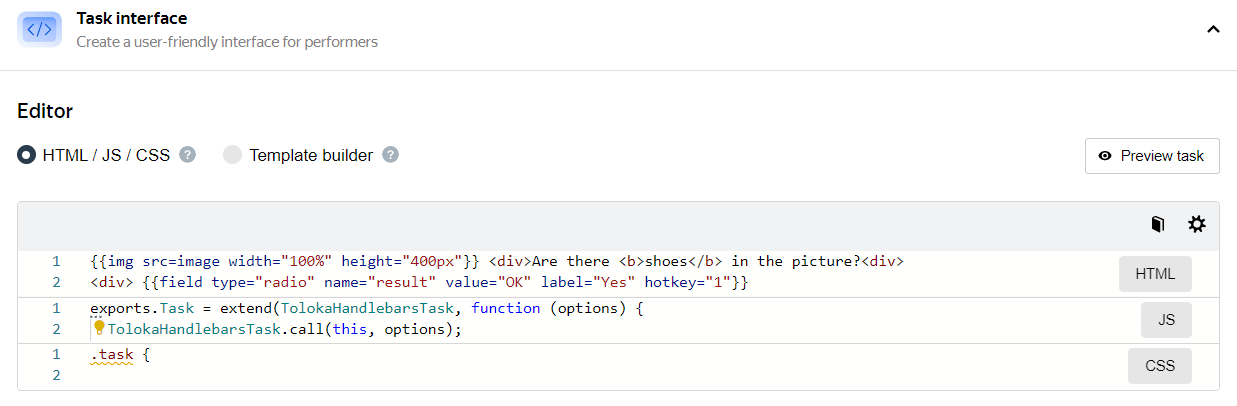 </> Task interface
Create a user-friendly interface for performers
Editor
HTML / JS / CSS ? Template builder ? Preview task
1 {{img src=image width="100%" height="400px"}} <div>Are there <b>shoes</b> in the picture?<div>
2 <div> {{field type="radio" name="result" value="OK" label="Yes" hotkey="1"}}
HTML
1 exports.Task = extend(TolokaHandlebarsTask, function (options) {
2 TolokaHandlebarsTask.call(this, options);
JS
1 .task {
2
CSS